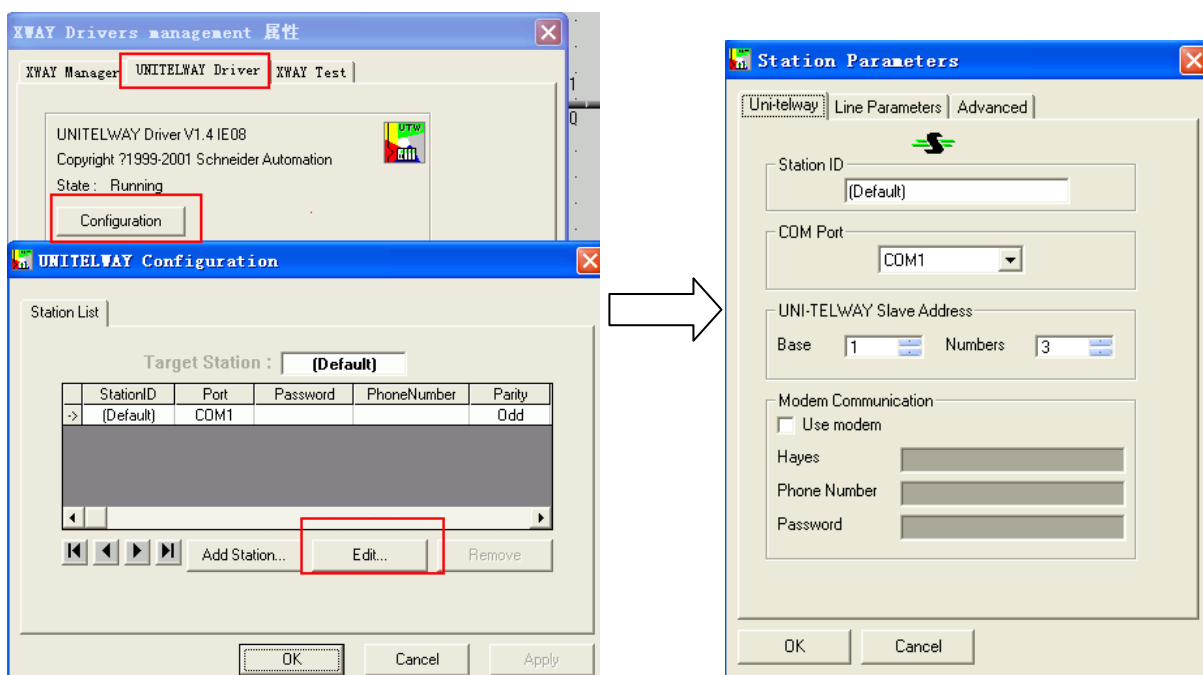 XWAY Drivers management 属性
XWAY Manager UNITELWAY Driver XWAY Test
UNITELWAY Driver V1.4 IE08
Copyright ?1999-2001 Schneider Automation
State : Running
Configuration
1
0
UTW
UNITELWAY Configuration
Station List
Target Station : (Default)
StationID Port Password PhoneNumber Parity
-> (Default) COM1 Odd
Add Station... Edit... Remove
OK Cancel Apply
Station Parameters
Uni-telway Line Parameters Advanced
Station ID
(Default)
COM Port
COM1
UNI-TELWAY Slave Address
Base 1 Numbers 3
Modem Communication
Use modem
Hayes
Phone Number
Password
OK Cancel